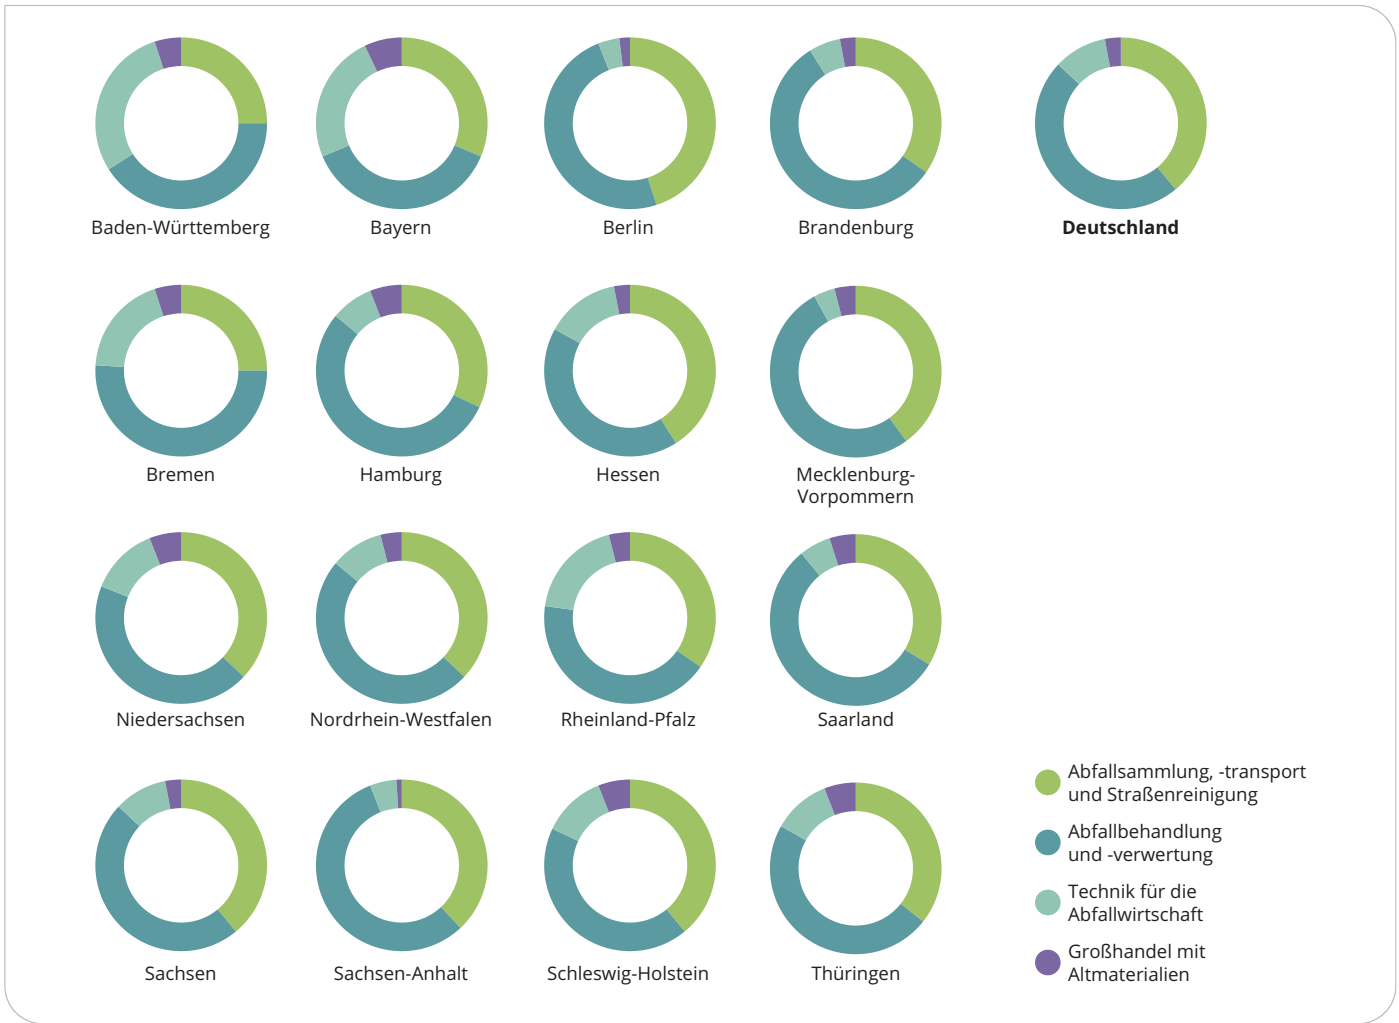 Baden-Württemberg
Bayern
Berlin
Brandenburg
Deutschland
Bremen
Hamburg
Hessen
Mecklenburg-
Vorpommern
Niedersachsen
Nordrhein-Westfalen
Rheinland-Pfalz
Saarland
Sachsen
Sachsen-Anhalt
Schleswig-Holstein
Thüringen
Abfallsammlung, -transport
und Straßenreinigung
Abfallbehandlung
und -verwertung
Technik für die
Abfallwirtschaft
Großhandel mit
Altmaterialien